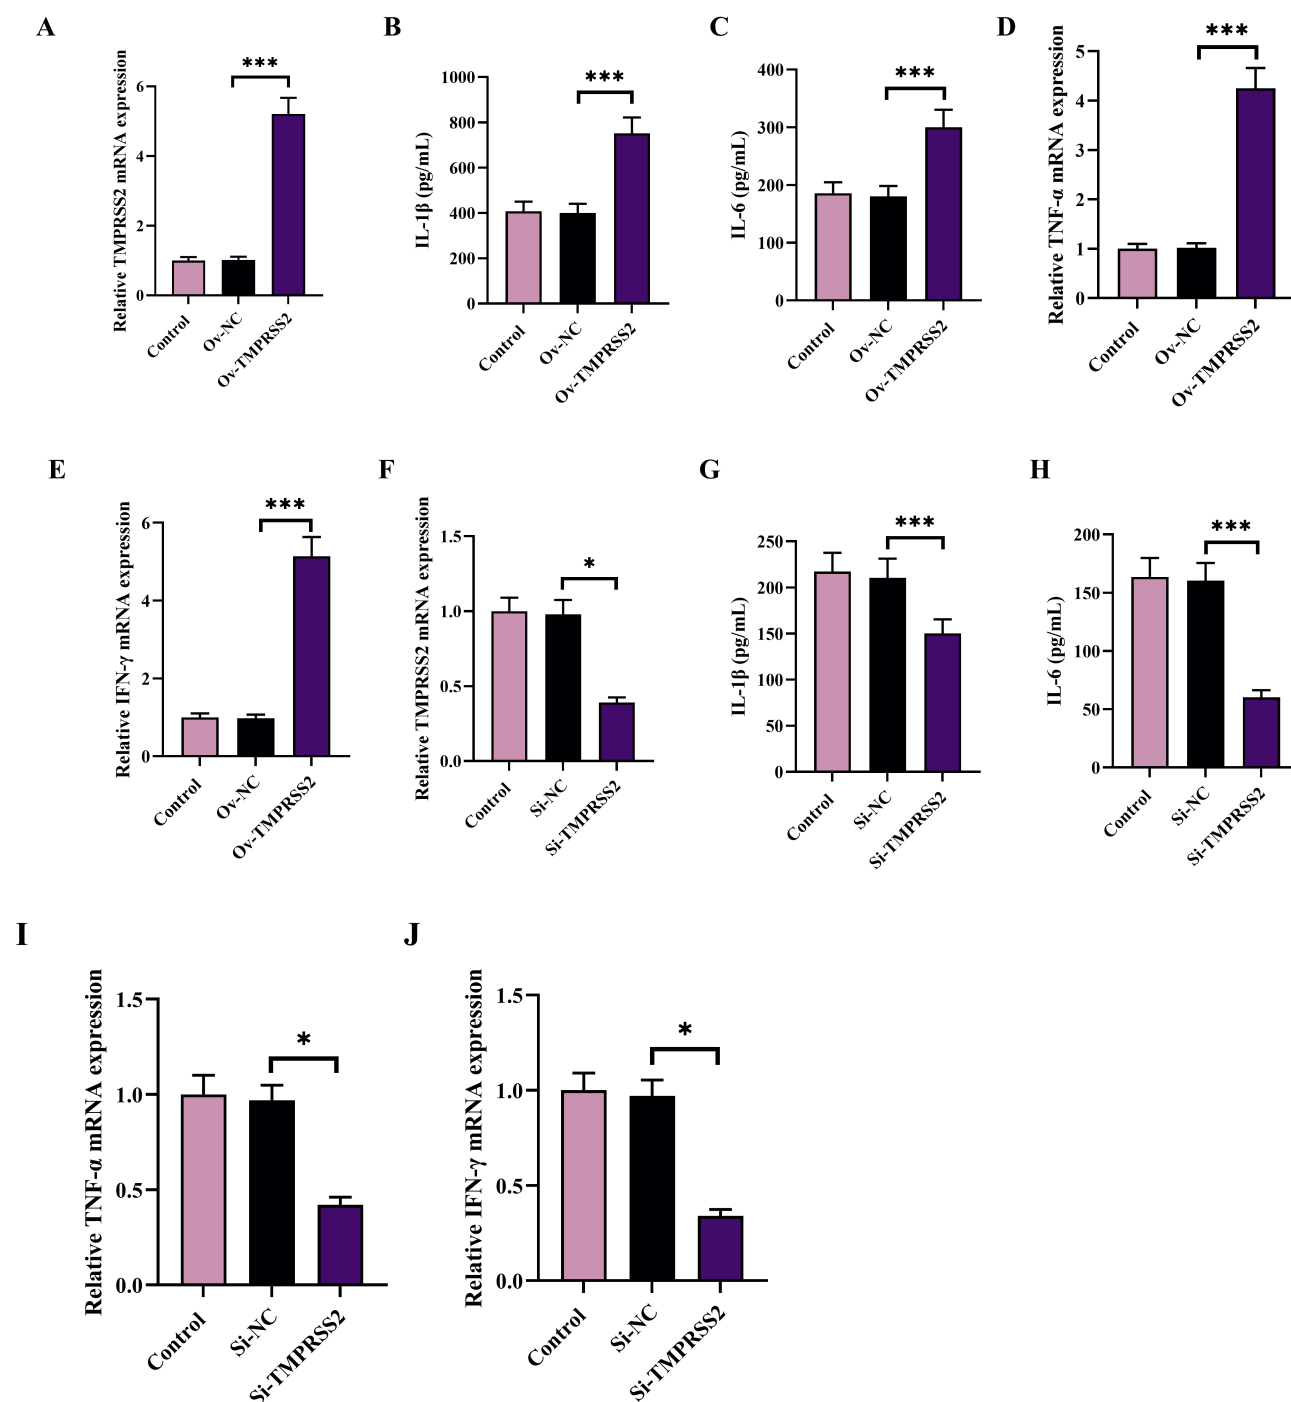 A
Relative TMPRSS2 mRNA expression
6
4
2
0
***
Control
Ov-NC
Ov-TMPRSS2
B
IL-1β (pg/mL)
1000
800
600
400
200
0
***
Control
Ov-NC
Ov-TMPRSS2
C
IL-6 (pg/mL)
400
300
200
100
0
***
Control
Ov-NC
Ov-TMPRSS2
D
Relative TNF-α mRNA expression
5
4
5
4
2
1
0
***
Control
Ov-NC
Ov-TMPRSS2
E
Relative IFN-γ mRNA expression
6
4
2
0
***
Control
Ov-NC
Ov-TMPRSS2
F
Relative TMPRSS2 mRNA expression
1.5
1.0
0.5
0.0
*
Control
Si-NC
Si-TMPRSS2
G
IL-1β (pg/mL)
250
200
150
100
50
0
***
Control
Si-NC
Si-TMPRSS2
H
IL-6 (pg/mL)
200
150
100
50
0
***
Control
Si-NC
Si-TMPRSS2
I
Relative TNF-α mRNA expression
1.5
1.0
0.5
0.0
*
Control
Si-NC
Si-TMPRSS2
J
Relative IFN-γ mRNA expression
1.5
1.0
0.5
0.0
*
Control
Si-NC
Si-TMPRSS2